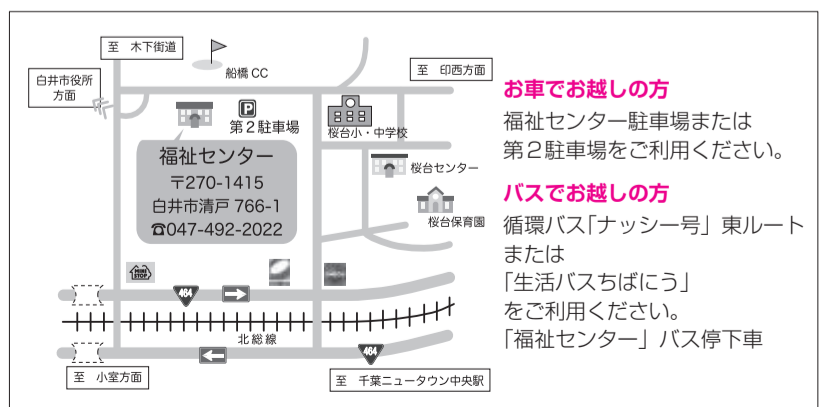 至　木下街道
船橋 CC
至　印西方面
白井市役所
方面
P
第２駐車場
桜台小・中学校
福祉センター
〒270-1415
白井市清戸 766-1
☎047-492-2022
桜台センター
桜台保育園
MINI
STOP
464
北総線
464
至　小室方面
至　千葉ニュータウン中央駅
お車でお越しの方
福祉センター駐車場または
第２駐車場をご利用ください。
バスでお越しの方
循環バス「ナッシー号」東ルート
または
「生活バスちばにう」
をご利用ください。
「福祉センター」バス停下車